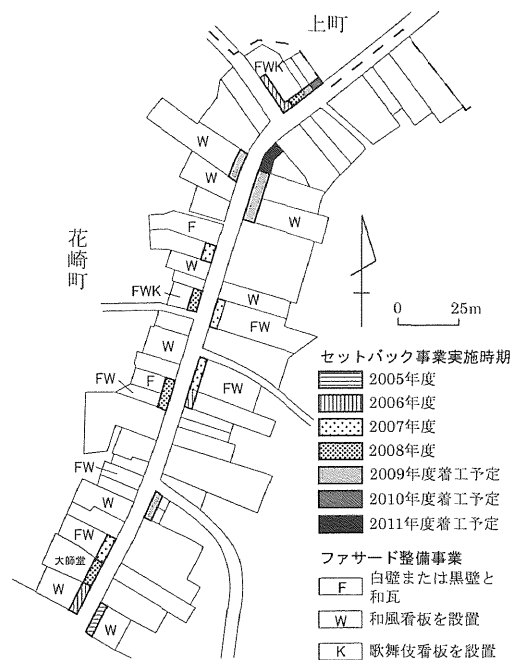 上町
FWK
W
W
W
F
花崎町
W
FWK
W
FW
W
0 25m
FW
F
FW
セットバック事業実施時期
2005年度
2006年度
2007年度
2008年度
2009年度着工予定
2010年度着工予定
2011年度着工予定
FW
W
FW
大師堂
W
W
ファサード整備事業
F 白壁または黒壁と
和瓦
W 和風看板を設置
K 歌舞伎看板を設置